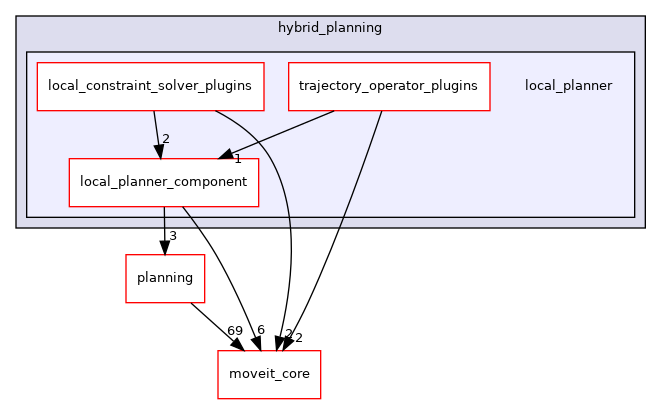 hybrid_planning
local_constraint_solver_plugins
trajectory_operator_plugins
local_planner
2
1
local_planner_component
3
planning
69
6
2
2
moveit_core